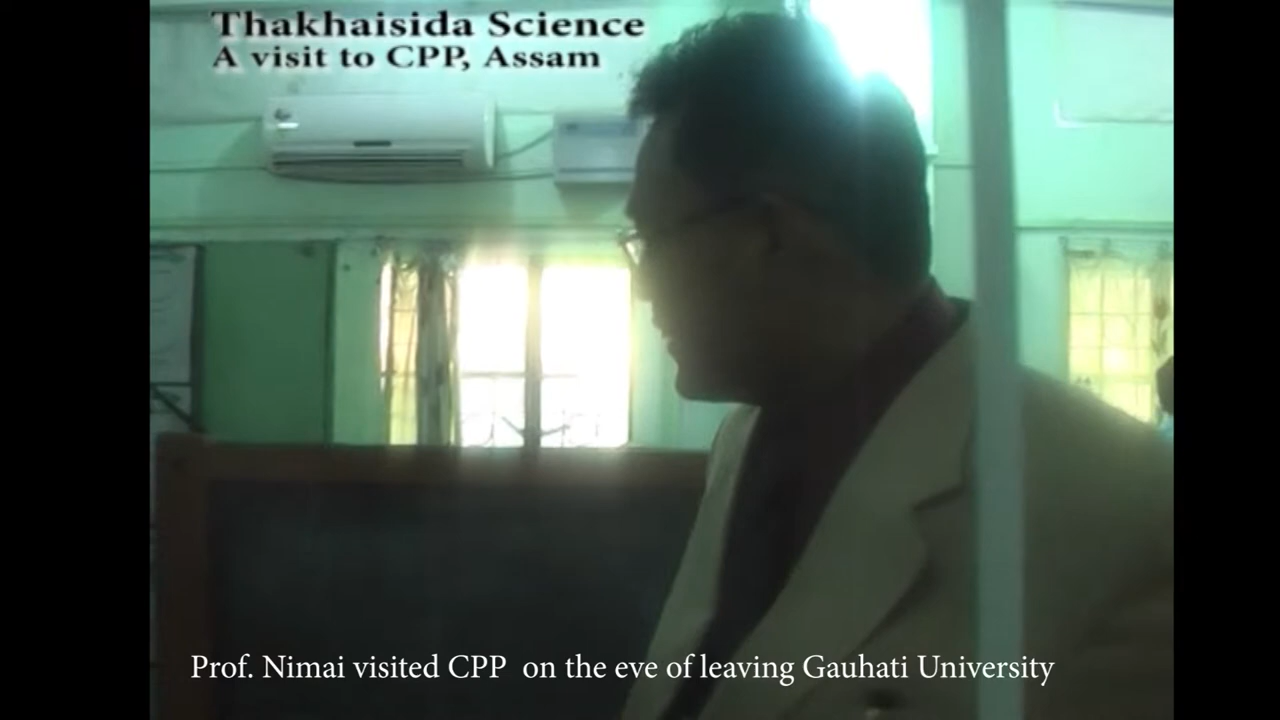 Thakhaisida Science
A visit to CPP, Assam
Prof. Nimai visited CPP on the eve of leaving Gauhati University